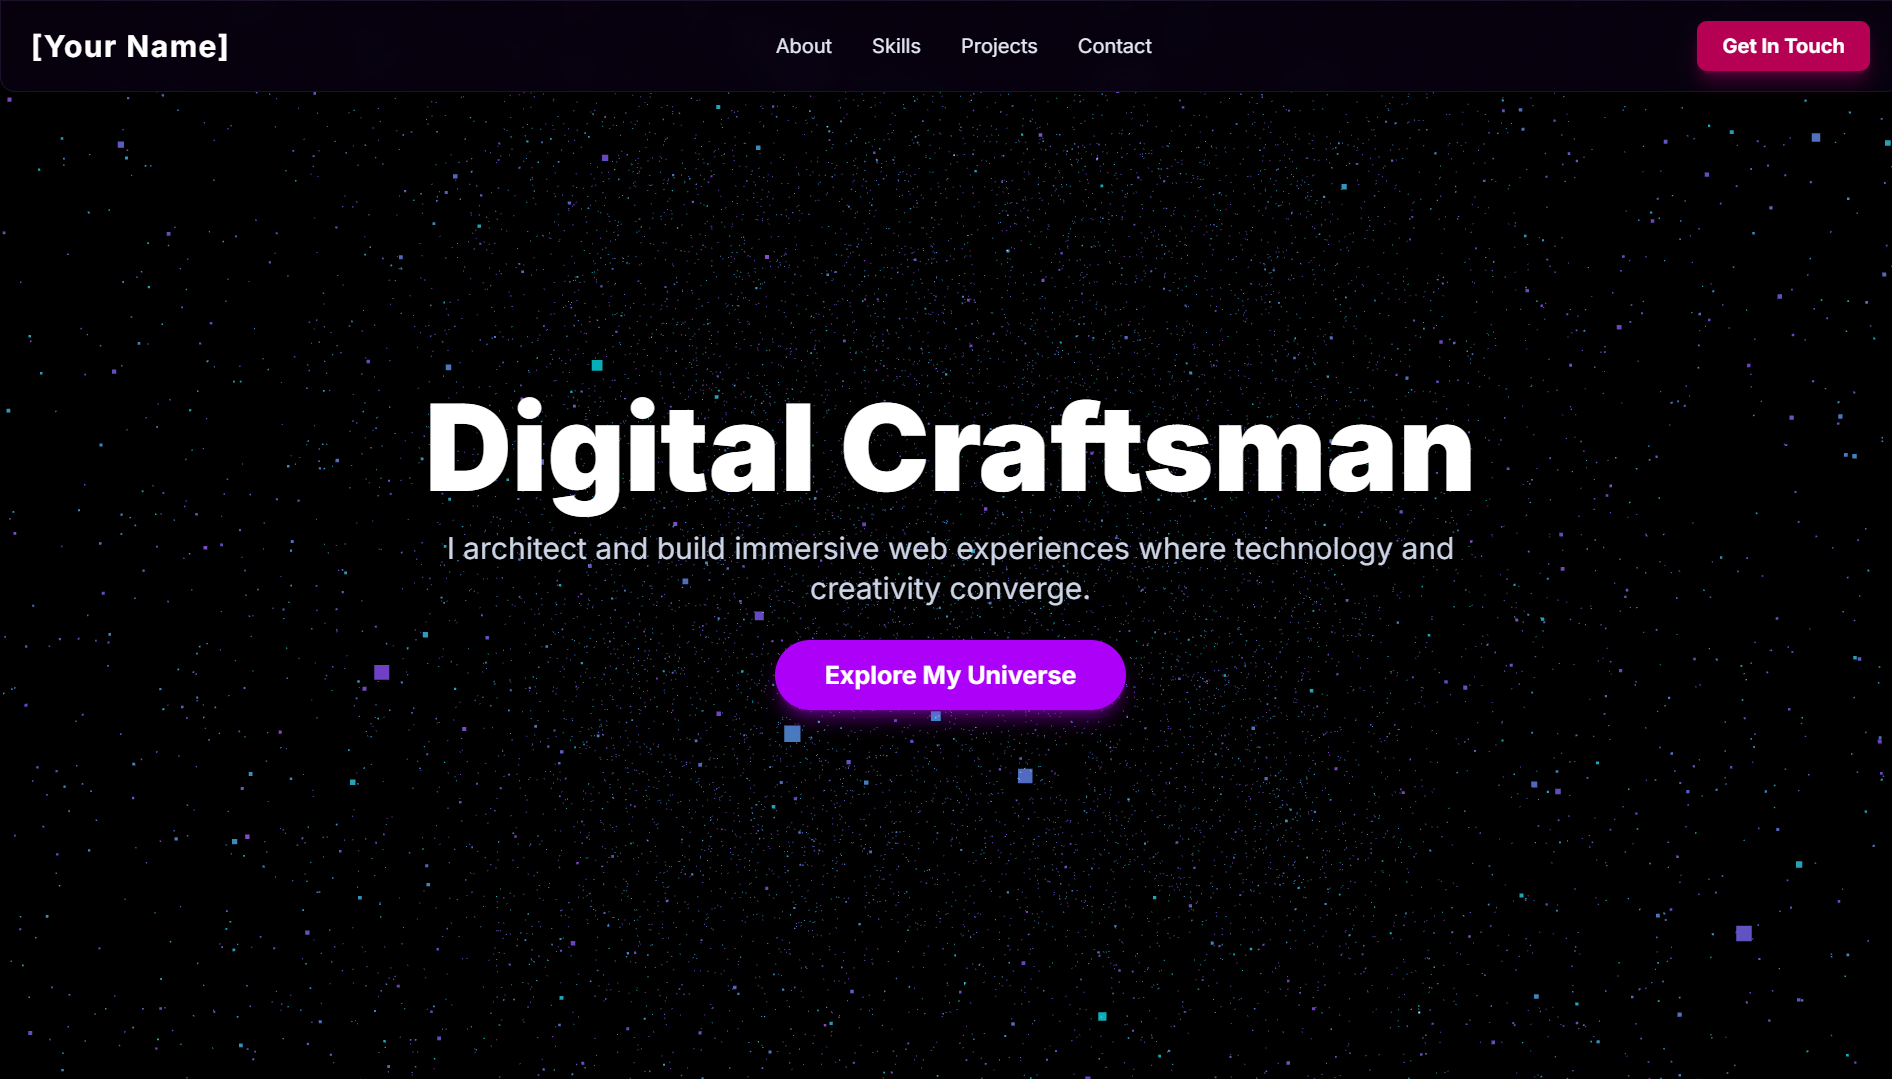 [Your Name]
About
Skills
Projects
Contact
Get In Touch
Digital Craftsman
I architect and build immersive web experiences where technology and
creativity converge.
Explore My Universe